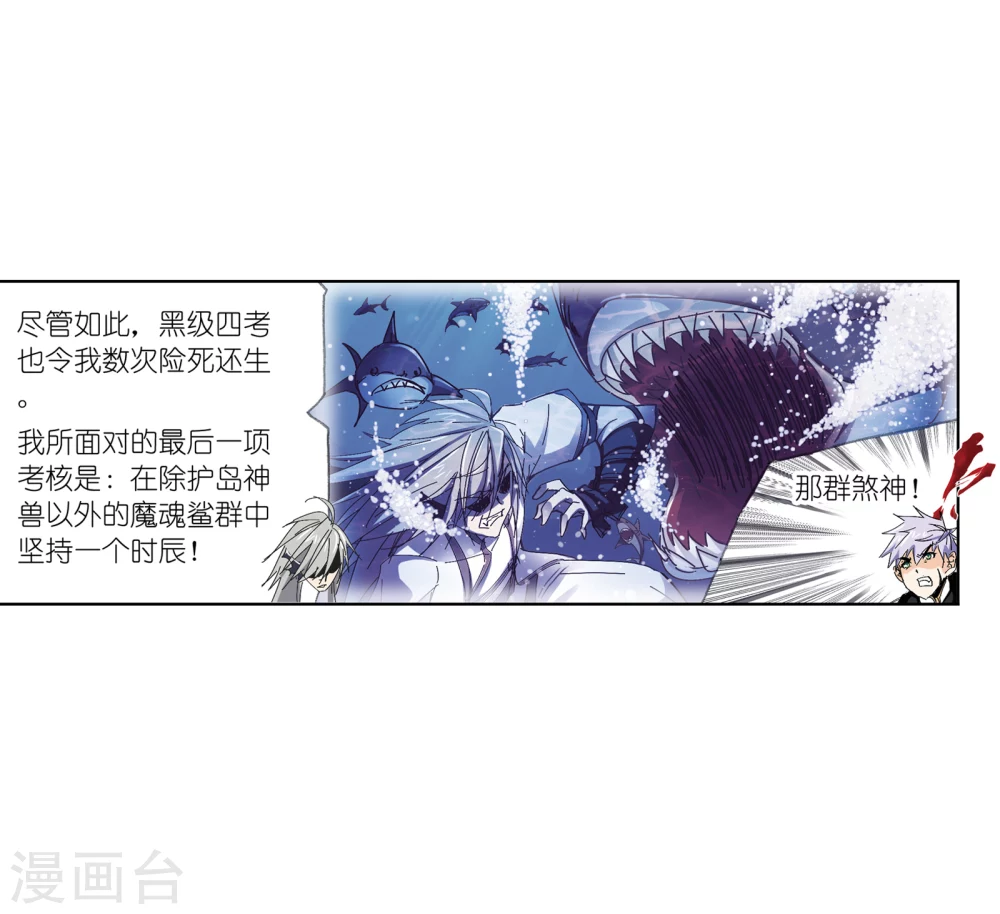 尽管如此，黑级四考
也令我数次险死还生
。
我所面对的最后一项
考核是：在除护岛神
兽以外的魔魂鲨群中
坚持一个时辰！
那群煞神！
漫画台